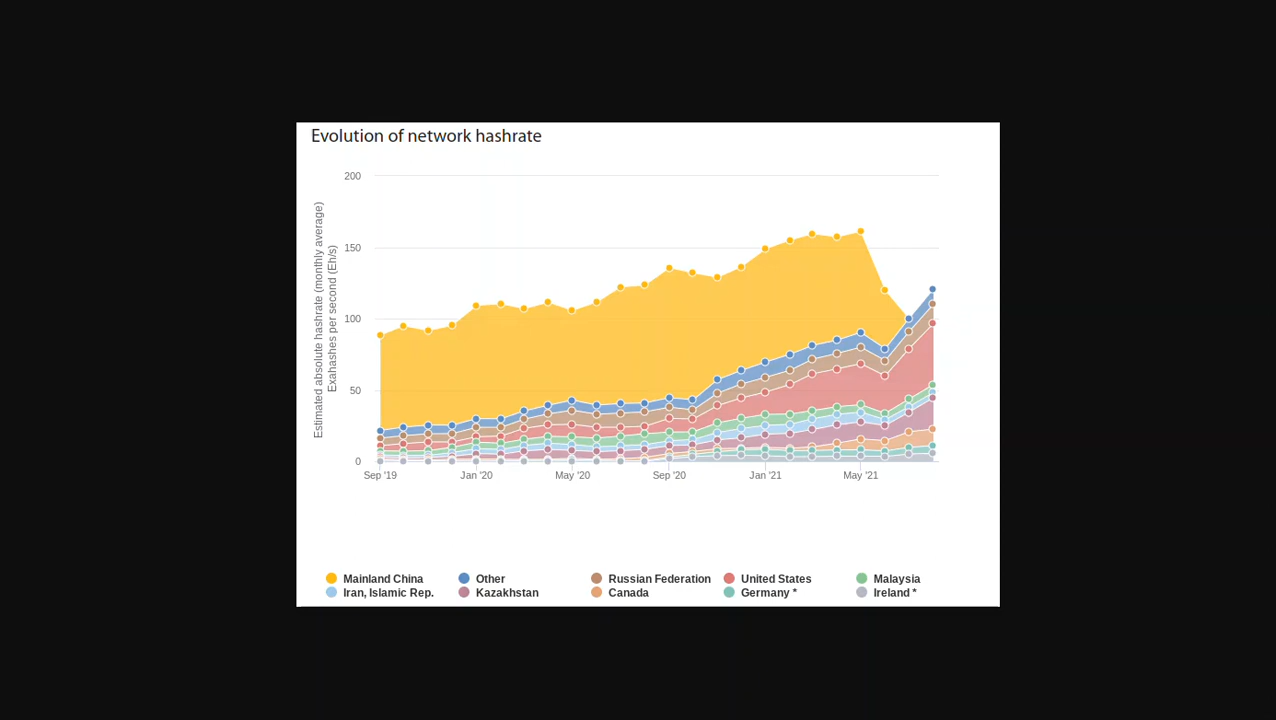 Evolution of network hashrate
Estimated absolute hashrate (monthly average)
Exahashes per second (Eh/s)
200
150
100
50
0
Sep '19 Jan '20 May '20 Sep '20 Jan '21 May '21
Mainland China Other Russian Federation United States Malaysia
Iran, Islamic Rep. Kazakhstan Canada Germany * Ireland *